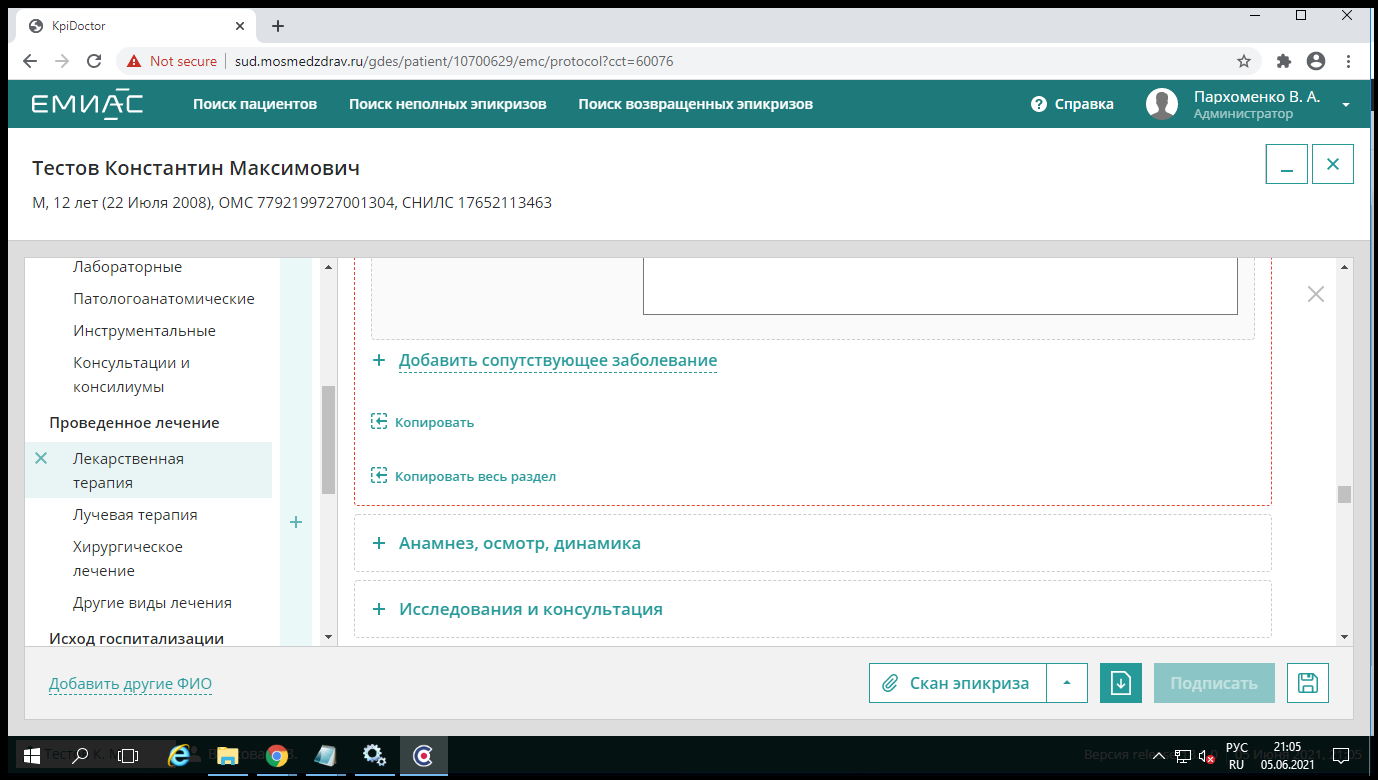 KpiDoctor
Not secure
sud.mosmedzdrav.ru/gdes/patient/10700629/emc/protocol?cct=60076
ЕМИАС
Поиск пациентов
Поиск неполных эпикризов
Поиск возвращенных эпикризов
Справка
Пархоменко В. А.
Администратор
Тестов Константин Максимович
М, 12 лет (22 Июля 2008), ОМС 7792199727001304, СНИЛС 17652113463
Лабораторные
Патологоанатомические
Инструментальные
Консультации и
консилиумы
Проведенное лечение
Лекарственная
терапия
Лучевая терапия
Хирургическое
лечение
Другие виды лечения
Исход госпитализации
Добавить сопутствующее заболевание
Копировать
Копировать весь раздел
Анамнез, осмотр, динамика
Исследования и консультация
Добавить другие ФИО
Скан эпикриза
Подписать
РУС
RU
21:05
05.06.2021